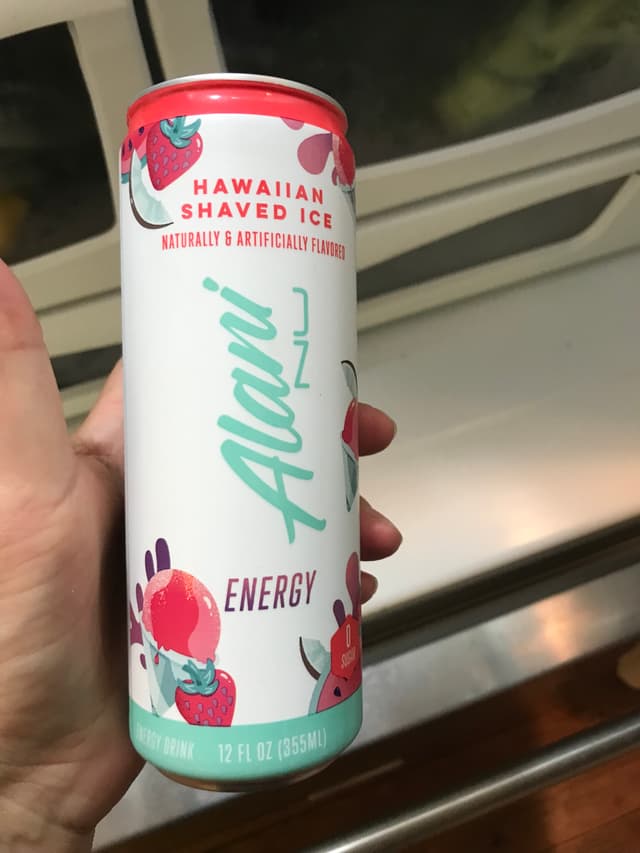 HAWAIIAN
SHAVED ICE
NATURALLY & ARTIFICIALLY FLAVORED
Alani
NU
ENERGY
0
SUGAR
ENERGY DRINK 12 FL OZ (355ML)